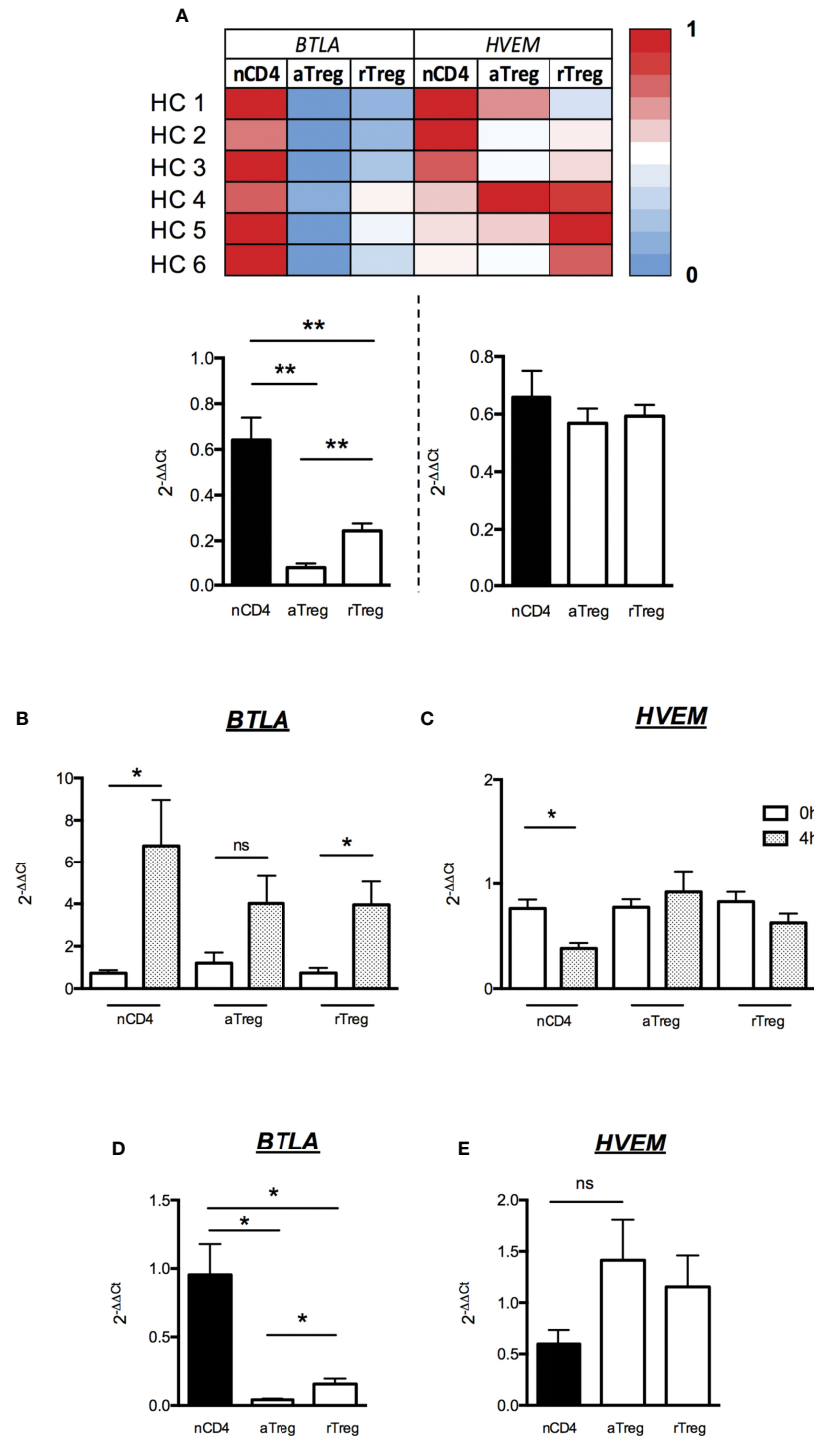 A
BTLA HVEM
nCD4 aTreg rTreg nCD4 aTreg rTreg
1
HC 1
HC 2
HC 3
HC 4
HC 5
HC 6
0
** 
** 
** 
1.0
0.8
0.6
0.4
0.2
0.0
2-ΔΔCt
nCD4 aTreg rTreg
0.8
0.6
0.4
0.2
0.0
2-ΔΔCt
nCD4 aTreg rTreg
B
BTLA
* 
ns
* 
10
8
6
4
2
0
2-ΔΔCt
nCD4 aTreg rTreg
C
HVEM
* 
2
1
0
2-ΔΔCt
0h
4h
nCD4 aTreg rTreg
D
BTLA
* 
* 
* 
1.5
1.0
0.5
0.0
2-ΔΔCt
nCD4 aTreg rTreg
E
HVEM
ns
2.0
1.5
1.0
0.5
0.0
2-ΔΔCt
nCD4 aTreg rTreg